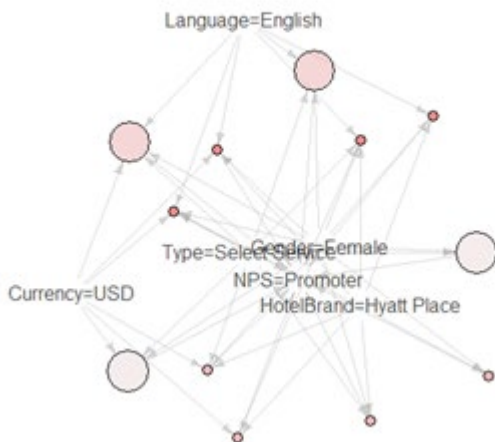 Language=English
Gender=Female
Type=Select Service
NPS=Promoter
Currency=USD
HotelBrand=Hyatt Place